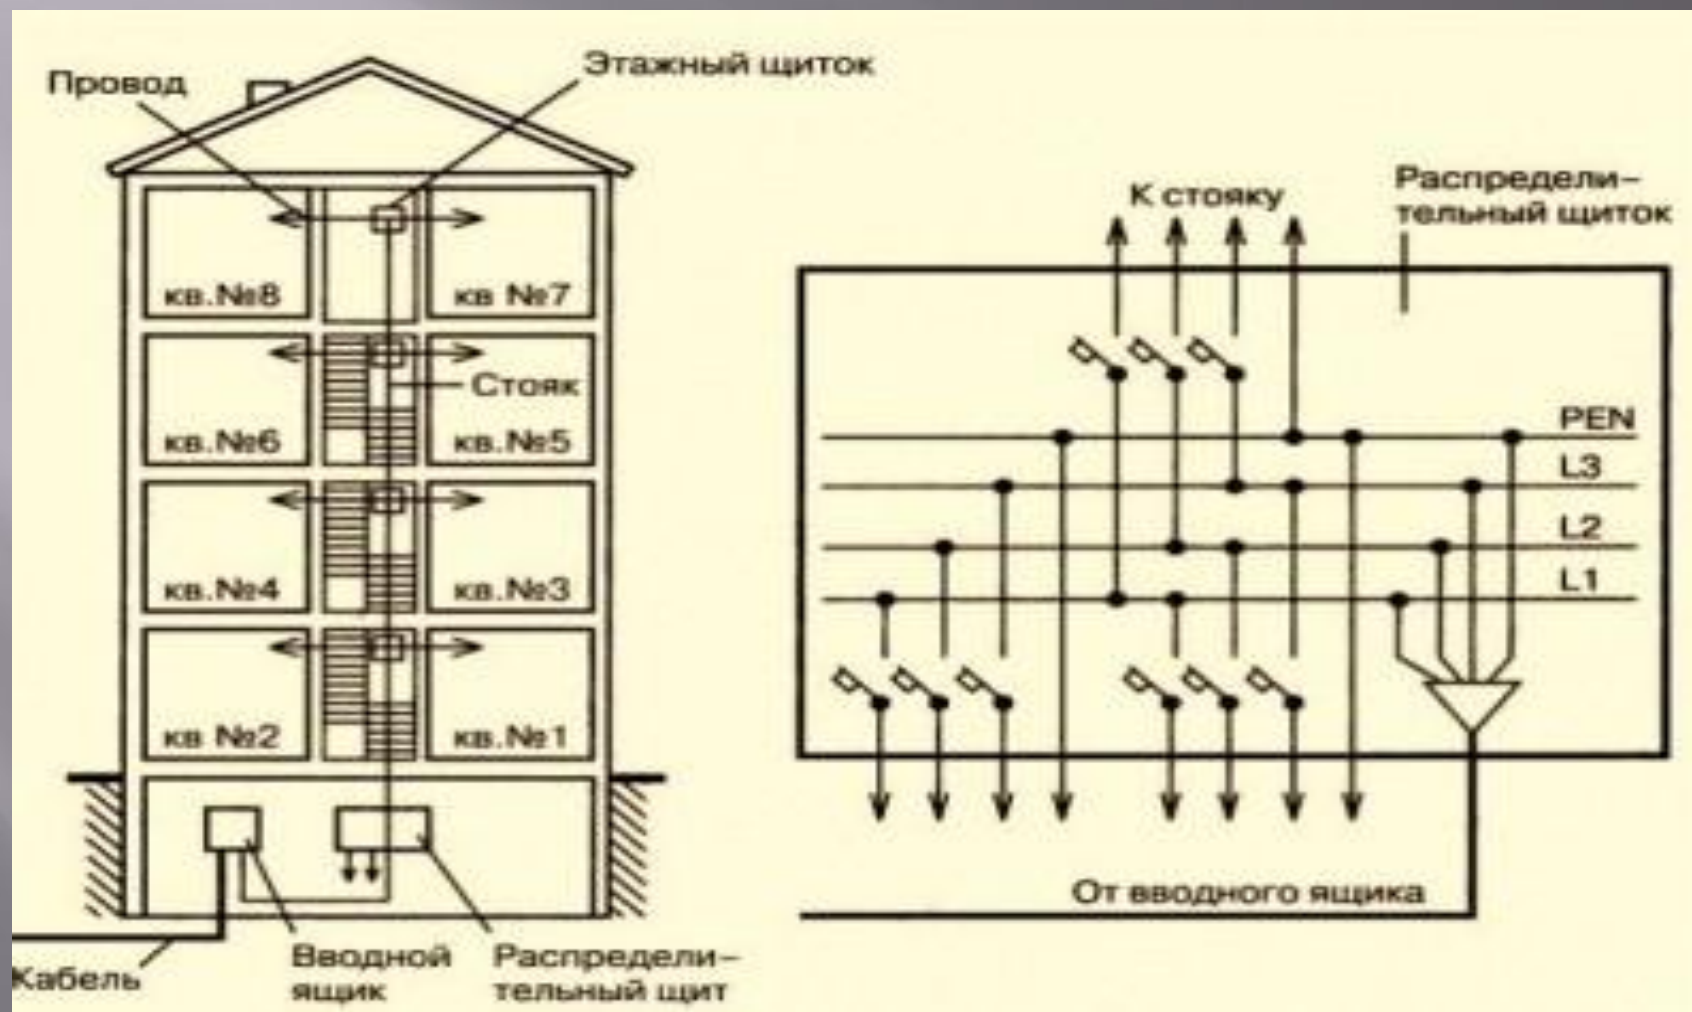 Провод
Этажный щиток
кв.№8
кв №7
Стояк
кв.№6
кв.№5
кв.№4
кв.№3
кв №2
кв.№1
Кабель
Вводной
ящик
Распредели-
тельный щит
К стояку
Распредели-
тельный щиток
PEN
L3
L2
L1
От вводного ящика